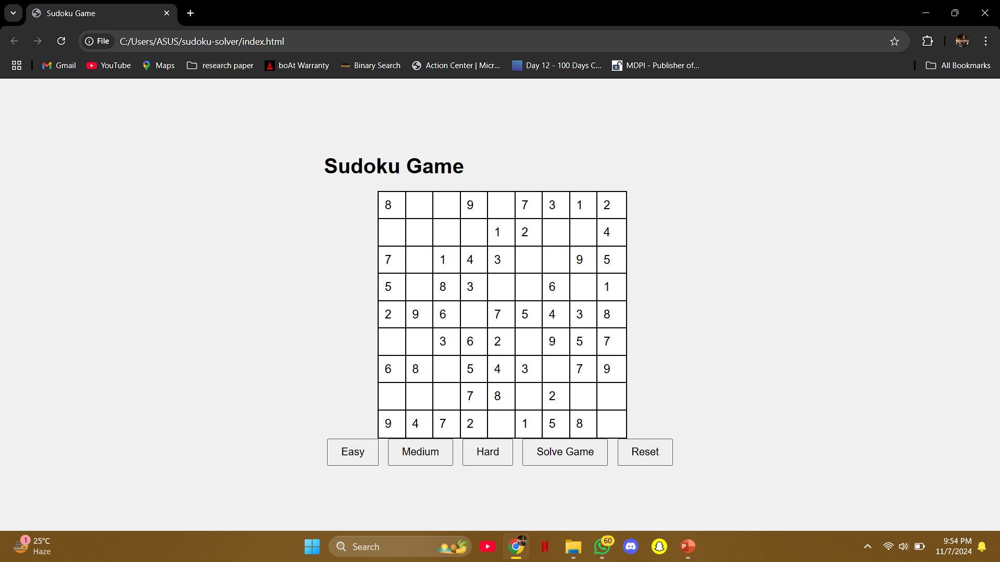 Sudoku Game
File C:/Users/ASUS/sudoku-solver/index.html
Gmail YouTube Maps research paper boAt Warranty Binary Search Action Center | Micr... Day 12 - 100 Days C... MDPI - Publisher of... All Bookmarks
Sudoku Game
8 9 7 3 1 2
1 2 4
7 1 4 3 9 5
5 8 3 6 1
2 9 6 7 5 4 3 8
3 6 2 9 5 7
6 8 5 4 3 7 9
7 8 2
9 4 7 2 1 5 8
Easy Medium Hard Solve Game Reset
1 25°C
Haze
Search
60
9:54 PM
11/7/2024